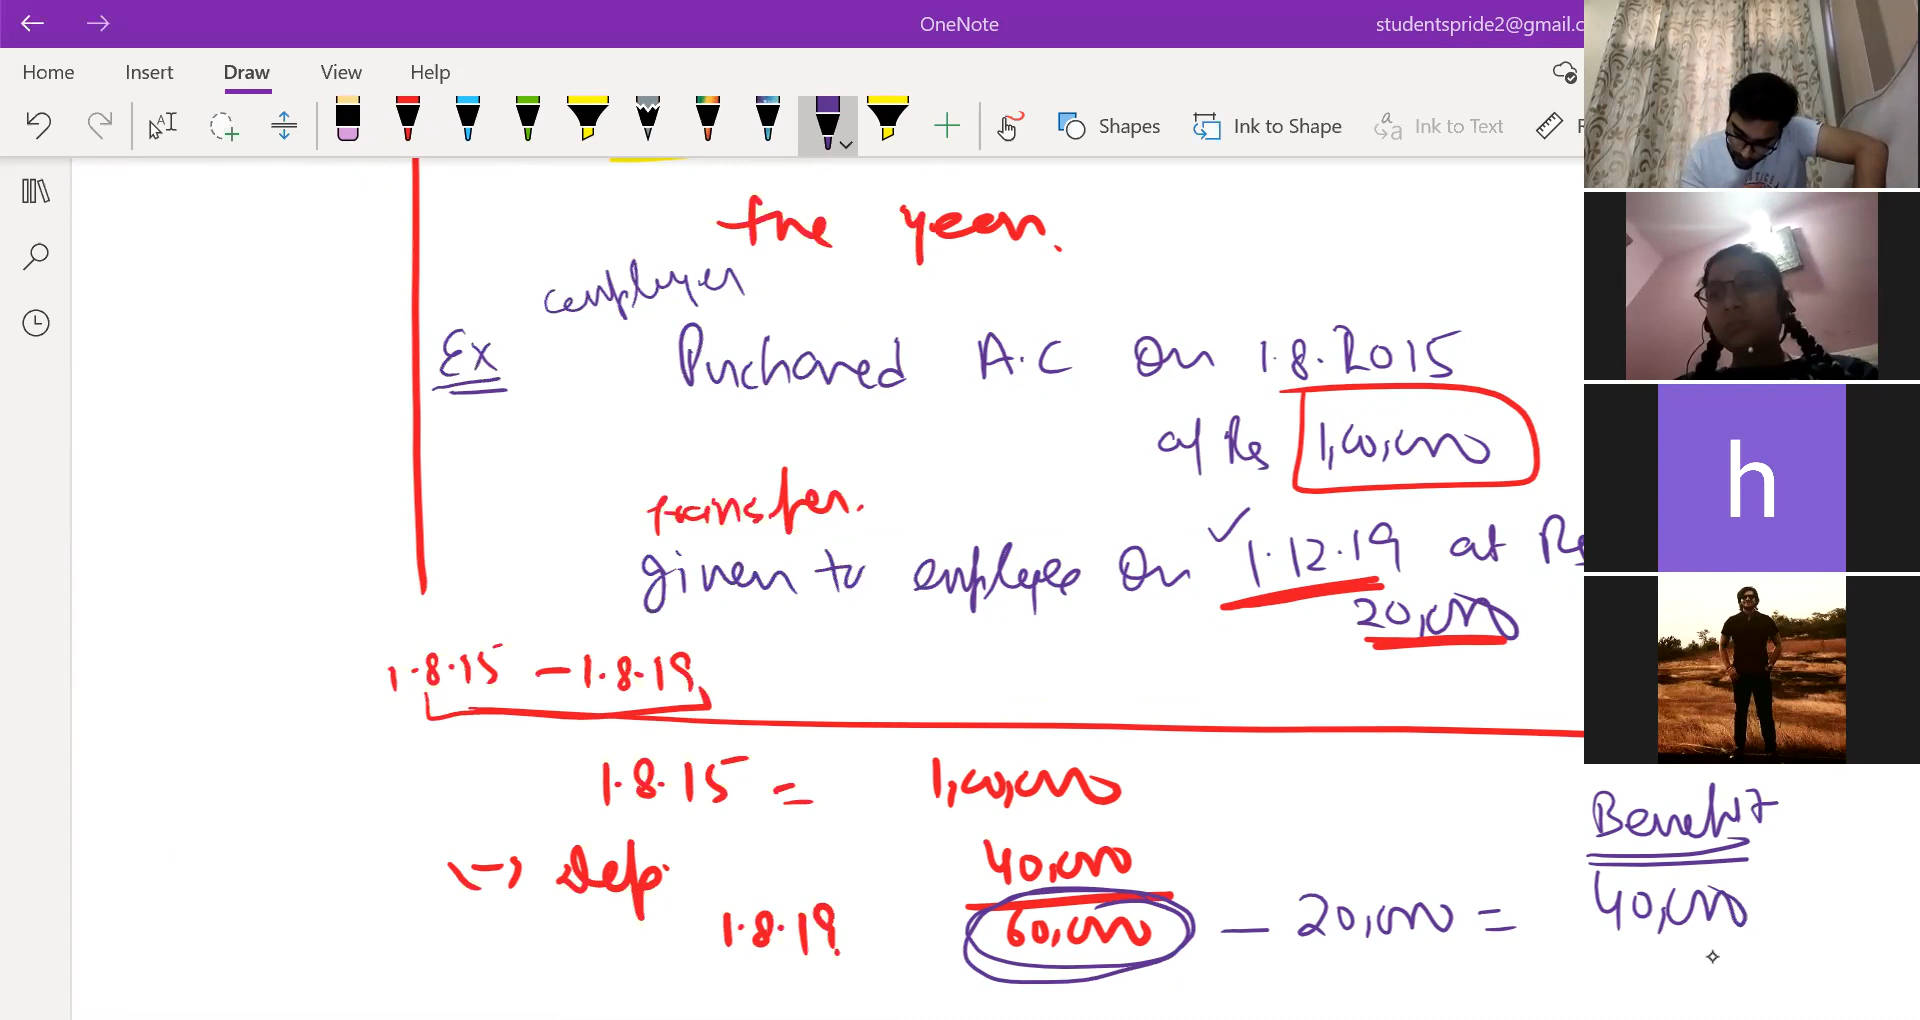 OneNote
studentspride2@gmail.c
Home Insert Draw View Help
Shapes Ink to Shape Ink to Text
the year.
employer
Ex Purchased A.C on 1.8.2015
of Rs 1,00,000
transfer.
given to employee on 1.12.19 at Rs
20,000
1.8.15 – 1.8.19
1.8.15 = 1,00,000
(-) Dep. 40,000
1.8.19 60,000 – 20,000 =
Benefit
40,000
h